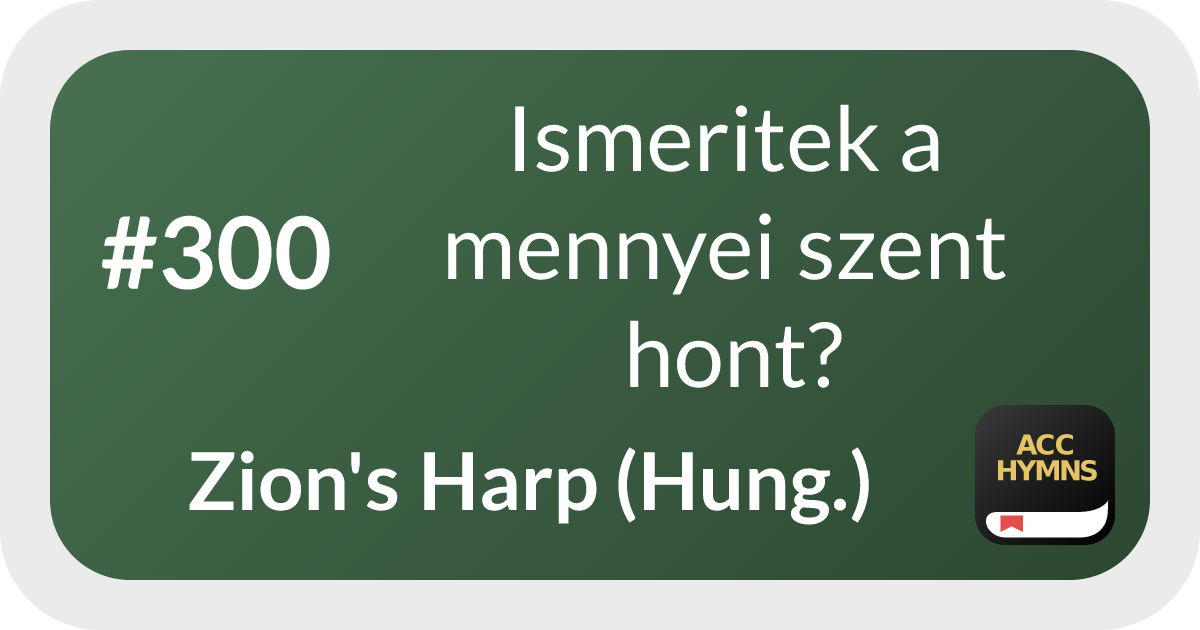 #300
Ismeritek a
mennyei szent
hont?
Zion's Harp (Hung.)
ACC
HYMNS